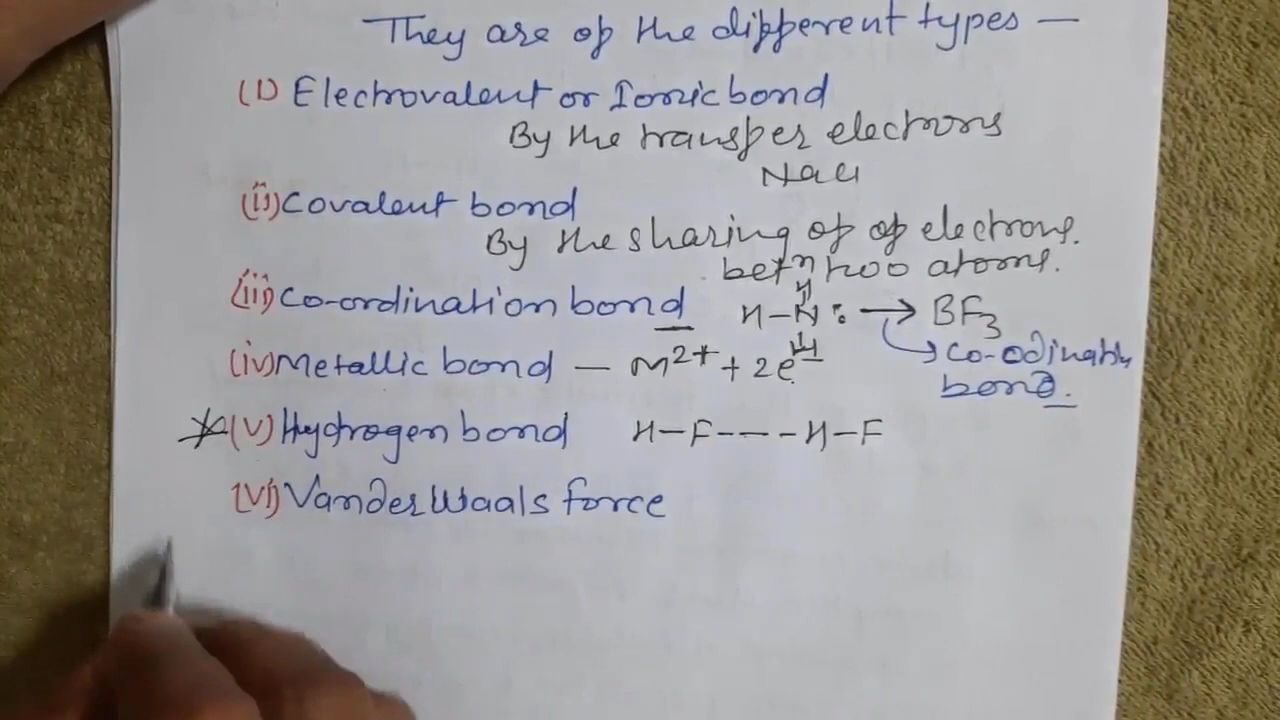 They are of the different types —
(i) Electrovalent or Ionic bond
By the transfer electrons
NaCl
(ii) Covalent bond
By the sharing of of electrons.
betn two atoms.
(iii) Co-ordination bond H-N: → BF3
H
H
co-odinably
bond.
(iv) Metallic bond — M2+ + 2e
(v) Hydrogen bond H-F----H-F
(vi) Vander Waals force